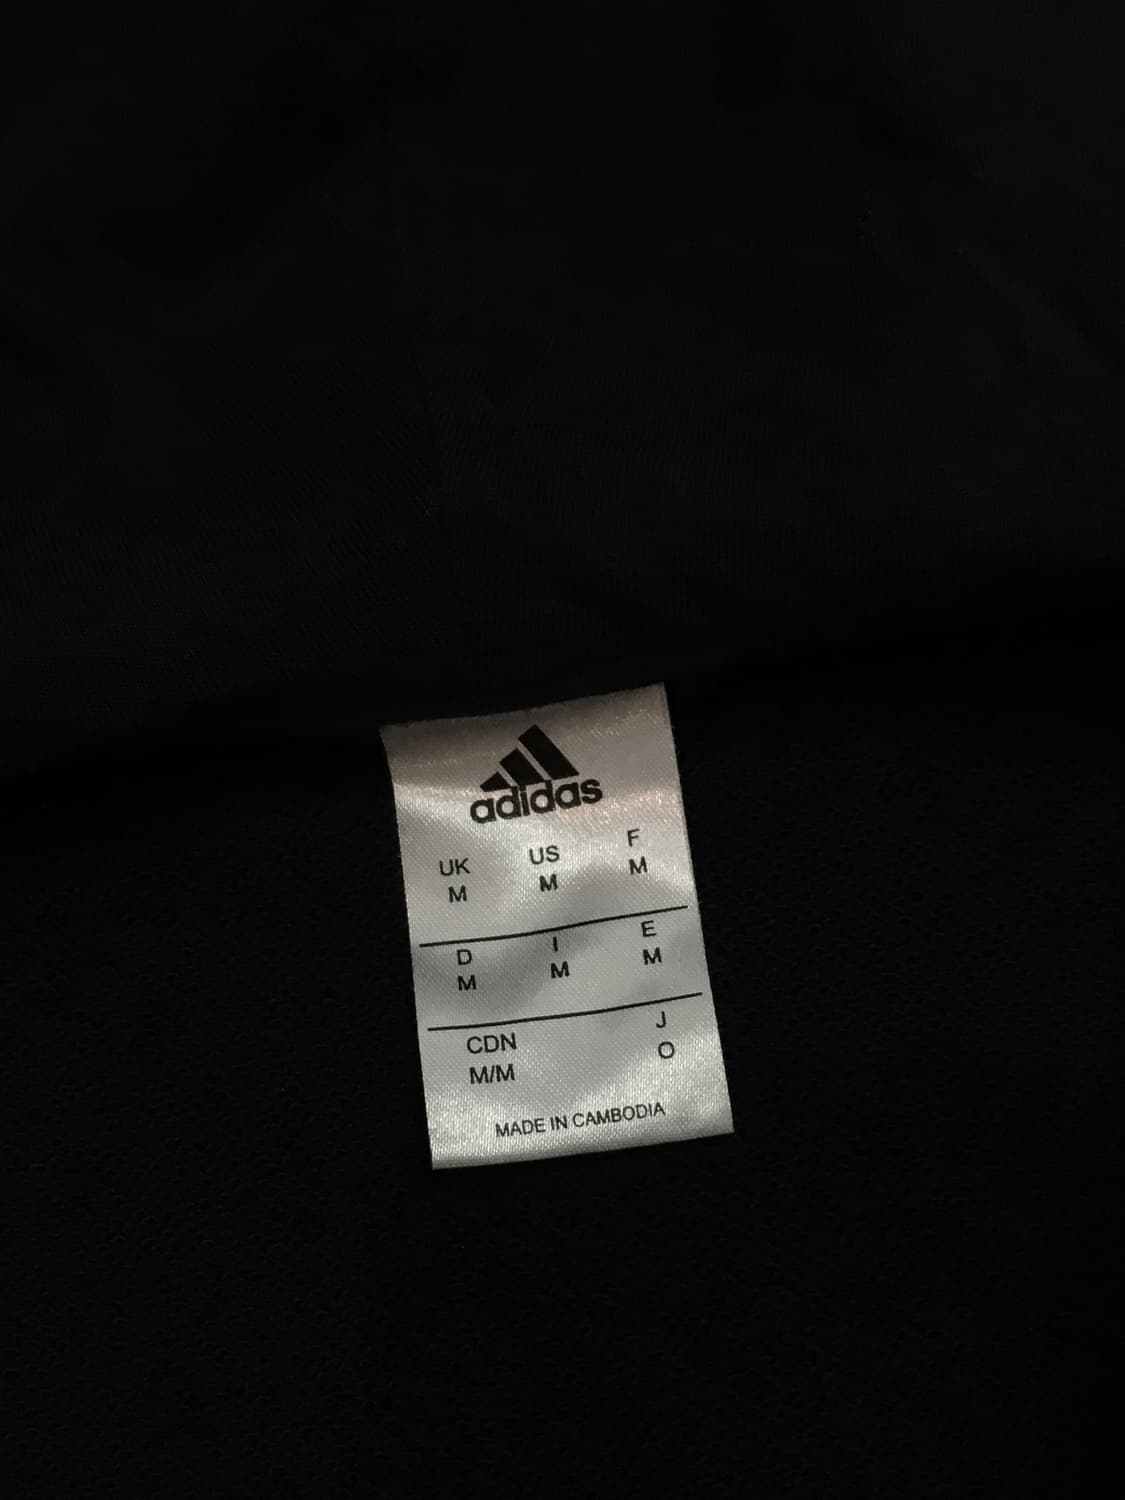 adidas
UK US F
M M M
D I E
M M M
CDN J
M/M O
MADE IN CAMBODIA